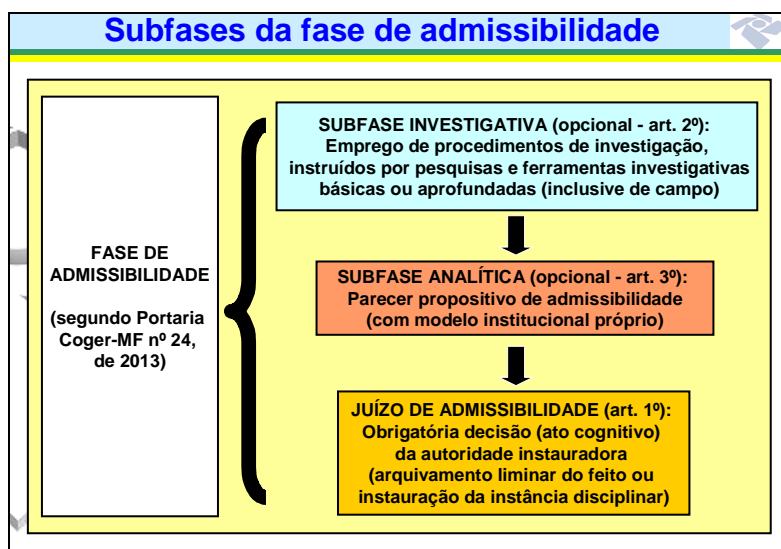 Subfases da fase de admissibilidade
FASE DE
ADMISSIBILIDADE
(segundo Portaria
Coger-MF nº 24,
de 2013)
SUBFASE INVESTIGATIVA (opcional - art. 2º):
Emprego de procedimentos de investigação,
instruídos por pesquisas e ferramentas investigativas
básicas ou aprofundadas (inclusive de campo)
SUBFASE ANALÍTICA (opcional - art. 3º):
Parecer propositivo de admissibilidade
(com modelo institucional próprio)
JUÍZO DE ADMISSIBILIDADE (art. 1º):
Obrigatória decisão (ato cognitivo)
da autoridade instauradora
(arquivamento liminar do feito ou
instauração da instância disciplinar)